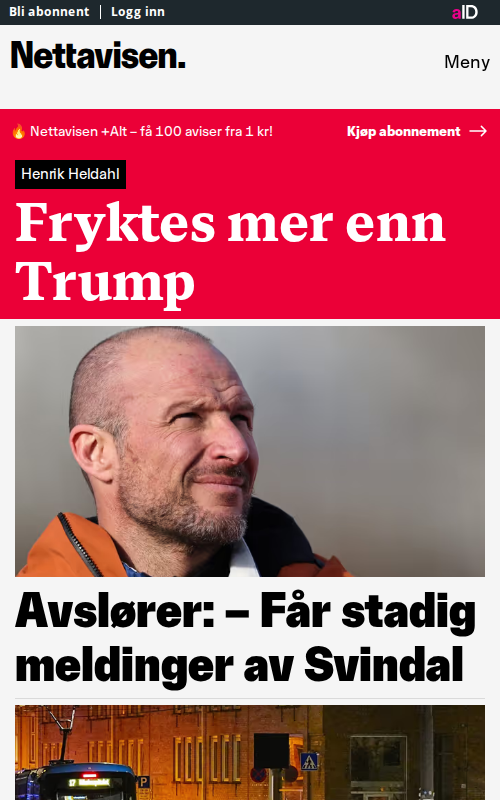 Bli abonnent
Logg inn
aID
Nettavisen.
Meny
🔥 Nettavisen +Alt – få 100 aviser fra 1 kr!
Kjøp abonnement →
Henrik Heldahl
Fryktes mer enn
Trump
Avslører: – Får stadig
meldinger av Svindal